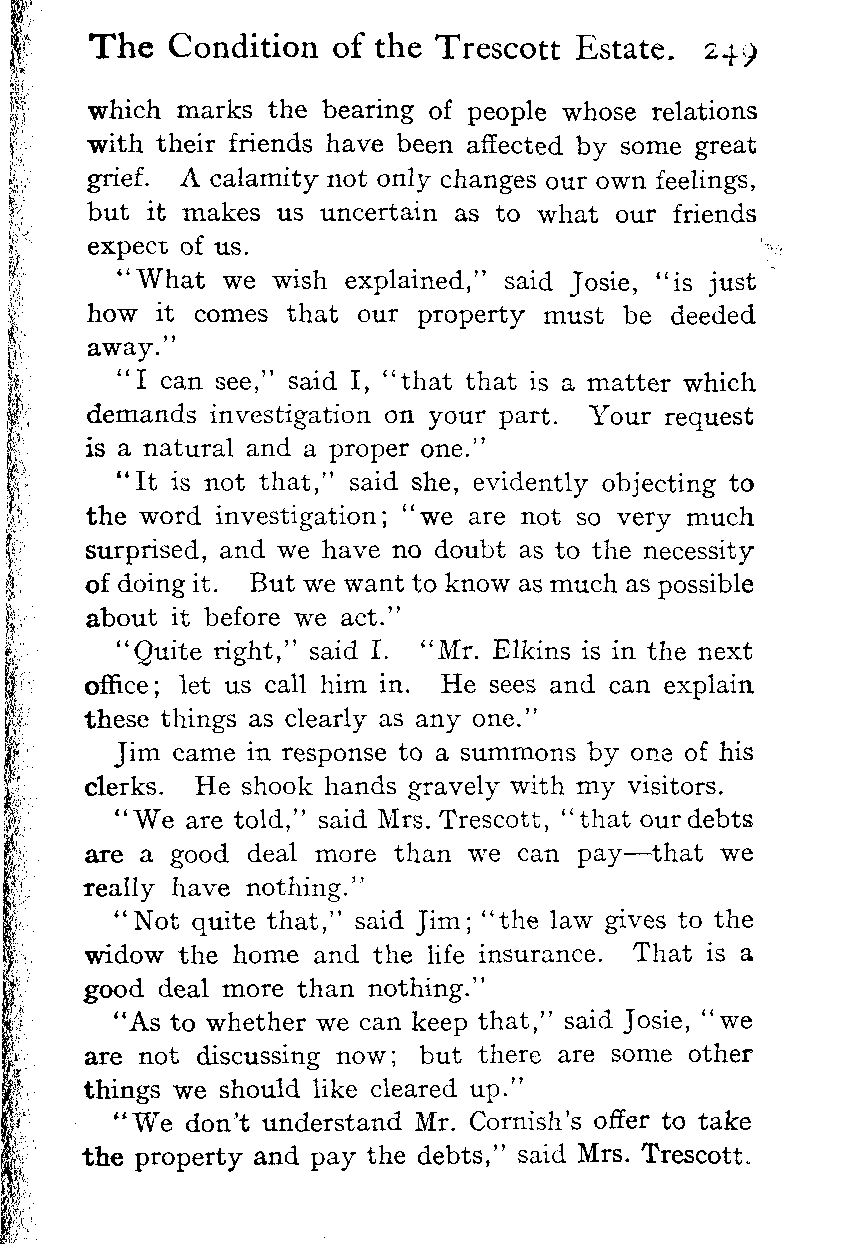 The Condition of the Trescott Estate. 249
which marks the bearing of people whose relations
with their friends have been affected by some great
grief. A calamity not only changes our own feelings,
but it makes us uncertain as to what our friends
expect of us.
"What we wish explained," said Josie, "is just
how it comes that our property must be deeded
away."
"I can see," said I, "that that is a matter which
demands investigation on your part. Your request
is a natural and a proper one."
"It is not that," said she, evidently objecting to
the word investigation; "we are not so very much
surprised, and we have no doubt as to the necessity
of doing it. But we want to know as much as possible
about it before we act."
"Quite right," said I. "Mr. Elkins is in the next
office; let us call him in. He sees and can explain
these things as clearly as any one."
Jim came in response to a summons by one of his
clerks. He shook hands gravely with my visitors.
"We are told," said Mrs. Trescott, "that our debts
are a good deal more than we can pay—that we
really have nothing."
"Not quite that," said Jim; "the law gives to the
widow the home and the life insurance. That is a
good deal more than nothing."
"As to whether we can keep that," said Josie, "we
are not discussing now; but there are some other
things we should like cleared up."
"We don't understand Mr. Cornish's offer to take
the property and pay the debts," said Mrs. Trescott.